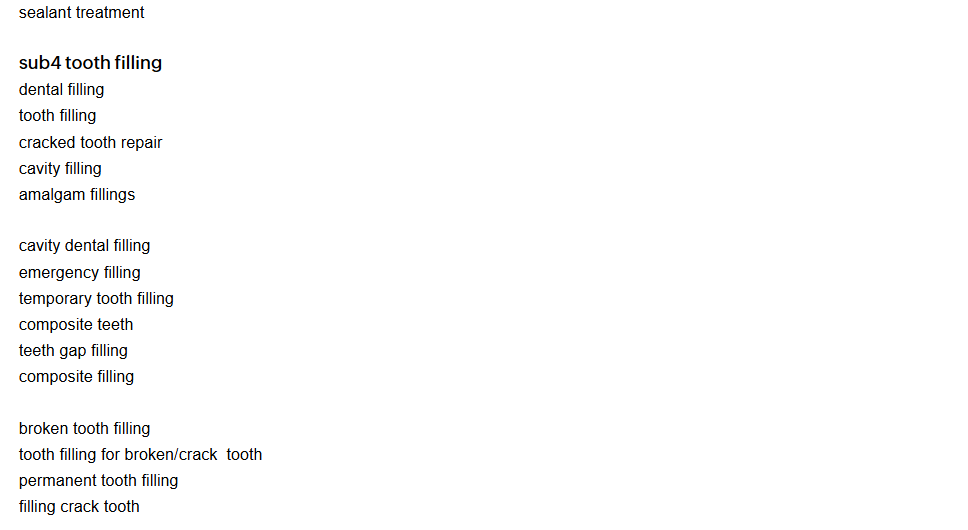 sealant treatment
sub4 tooth filling
dental filling
tooth filling
cracked tooth repair
cavity filling
amalgam fillings
cavity dental filling
emergency filling
temporary tooth filling
composite teeth
teeth gap filling
composite filling
broken tooth filling
tooth filling for broken/crack  tooth
permanent tooth filling
filling crack tooth